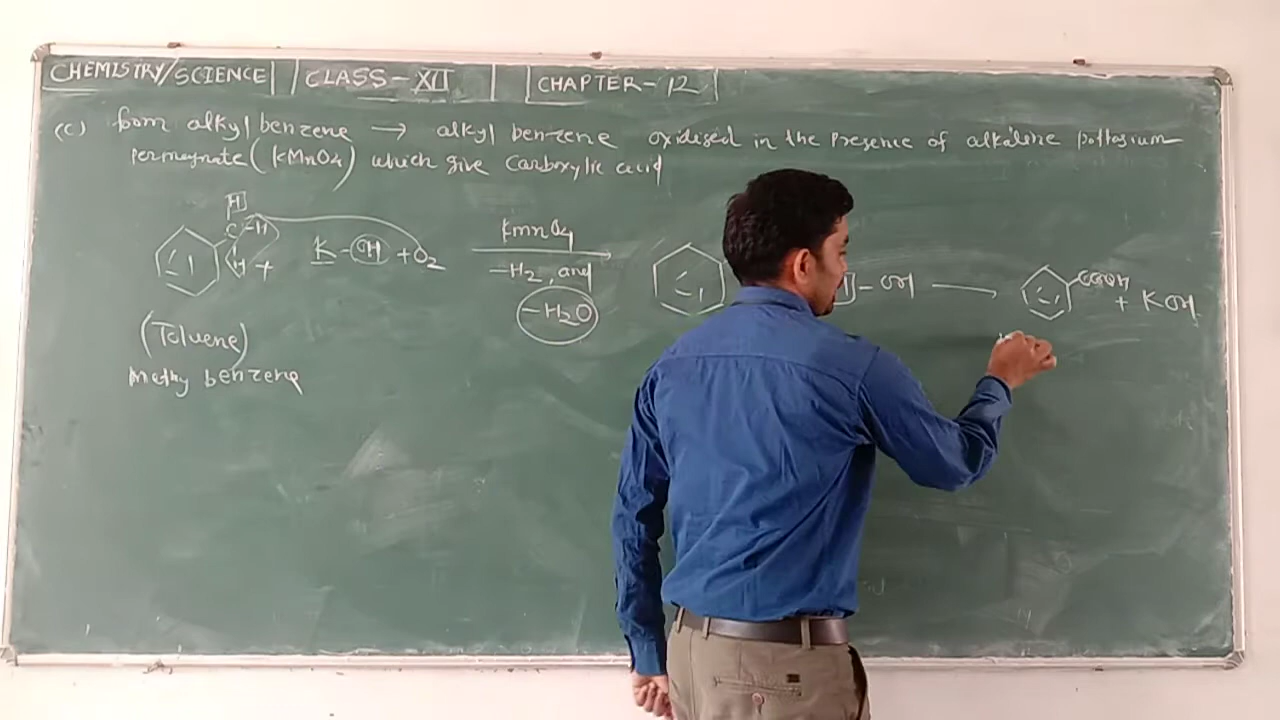 CHEMISTRY/SCIENCE CLASS-XII CHAPTER-12
(C) from alkyl benzene → alkyl benzene oxidised in the presence of alkaline pottasium
permagnate (KMnO4) which give Carboxylic acid
H
C-H
H + K-OH + O2 KmnO4 -OH → COOH + KOH
-H2, and
-H2O
(Toluene)
Methy benzene